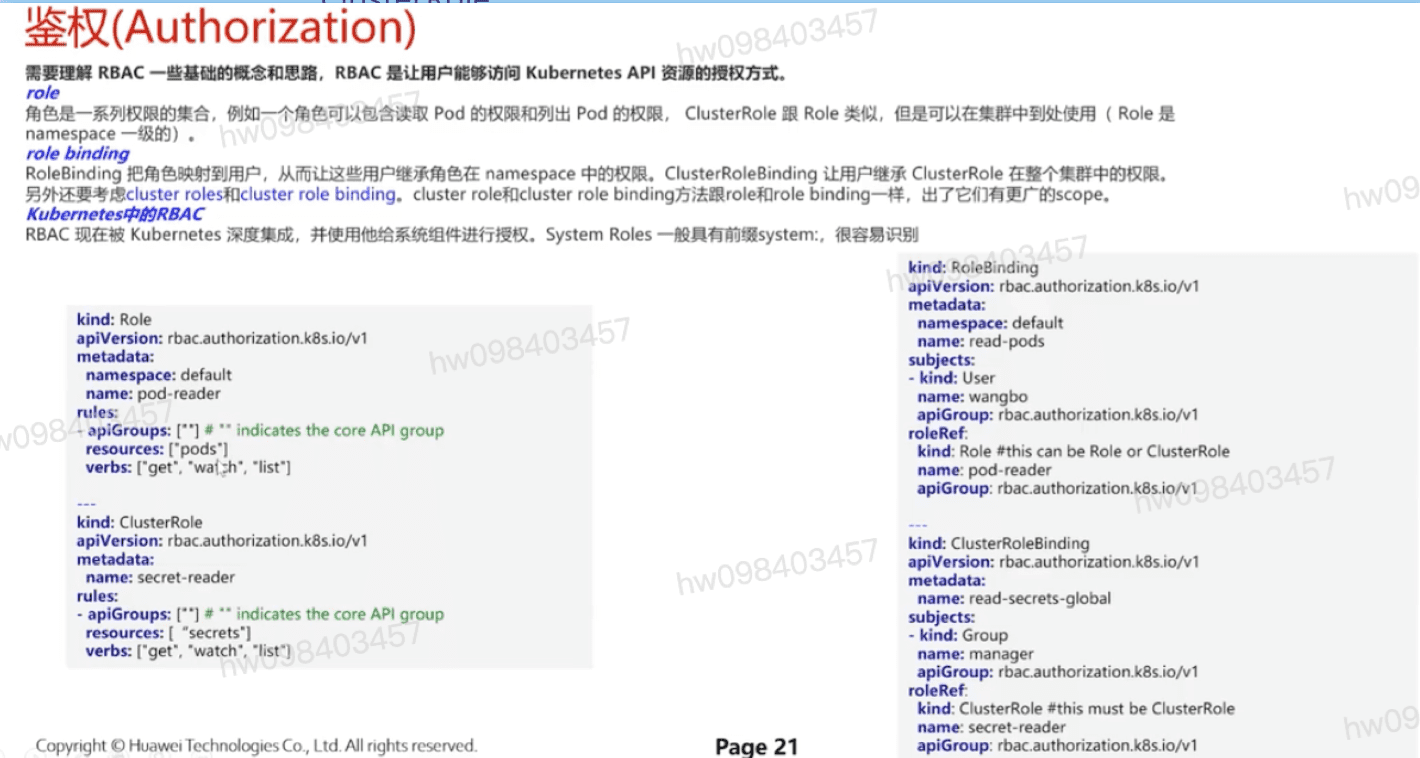 ClusterRole
鉴权(Authorization)
需要理解 RBAC 一些基础的概念和思路，RBAC 是让用户能够访问 Kubernetes API 资源的授权方式。
role
角色是一系列权限的集合，例如一个角色可以包含读取 Pod 的权限和列出 Pod 的权限， ClusterRole 跟 Role 类似，但是可以在集群中到处使用（ Role 是
namespace 一级的）。
role binding
RoleBinding 把角色映射到用户，从而让这些用户继承角色在 namespace 中的权限。ClusterRoleBinding 让用户继承 ClusterRole 在整个集群中的权限。
另外还要考虑cluster roles和cluster role binding。cluster role和cluster role binding方法跟role和role binding一样，出了它们有更广的scope。
Kubernetes中的RBAC
RBAC 现在被 Kubernetes 深度集成，并使用他给系统组件进行授权。System Roles 一般具有前缀system:，很容易识别
kind: Role
apiVersion: rbac.authorization.k8s.io/v1
metadata:
namespace: default
name: pod-reader
rules:
- apiGroups: [""] # "" indicates the core API group
resources: ["pods"]
verbs: ["get", "watch", "list"]
---
kind: ClusterRole
apiVersion: rbac.authorization.k8s.io/v1
metadata:
name: secret-reader
rules:
- apiGroups: [""] # "" indicates the core API group
resources: [ "secrets"]
verbs: ["get", "watch", "list"]
kind: RoleBinding
apiVersion: rbac.authorization.k8s.io/v1
metadata:
namespace: default
name: read-pods
subjects:
- kind: User
name: wangbo
apiGroup: rbac.authorization.k8s.io/v1
roleRef:
kind: Role #this can be Role or ClusterRole
name: pod-reader
apiGroup: rbac.authorization.k8s.io/v1
---
kind: ClusterRoleBinding
apiVersion: rbac.authorization.k8s.io/v1
metadata:
name: read-secrets-global
subjects:
- kind: Group
name: manager
apiGroup: rbac.authorization.k8s.io/v1
roleRef:
kind: ClusterRole #this must be ClusterRole
name: secret-reader
apiGroup: rbac.authorization.k8s.io/v1
Copyright © Huawei Technologies Co., Ltd. All rights reserved.
Page 21
hw098403457
hw098403457
hw098403457
hw098403457
hw098403457
hw098403457
hw098403457
hw098403457